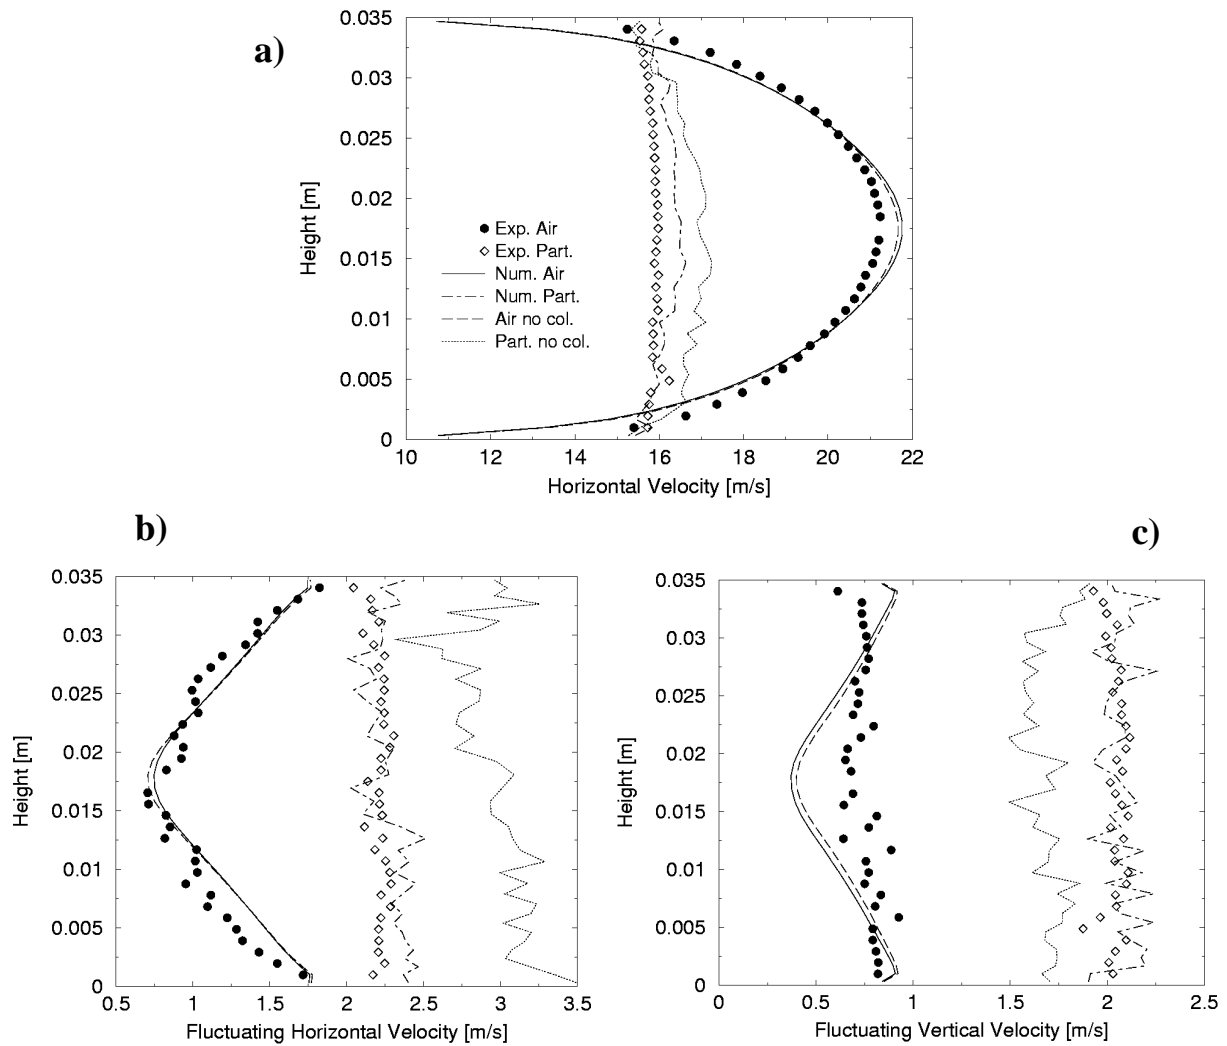 a)
0.035
0.03
0.025
0.02
0.015
0.01
0.005
0
Height [m]
Exp. Air
Exp. Part.
Num. Air
Num. Part.
Air no col.
Part. no col.
10 12 14 16 18 20 22
Horizontal Velocity [m/s]
b)
0.035
0.03
0.025
0.02
0.015
0.01
0.005
0
Height [m]
0.5 1 1.5 2 2.5 3 3.5
Fluctuating Horizontal Velocity [m/s]
c)
0.035
0.03
0.025
0.02
0.015
0.01
0.005
0
Height [m]
0 0.5 1 1.5 2 2.5
Fluctuating Vertical Velocity [m/s]